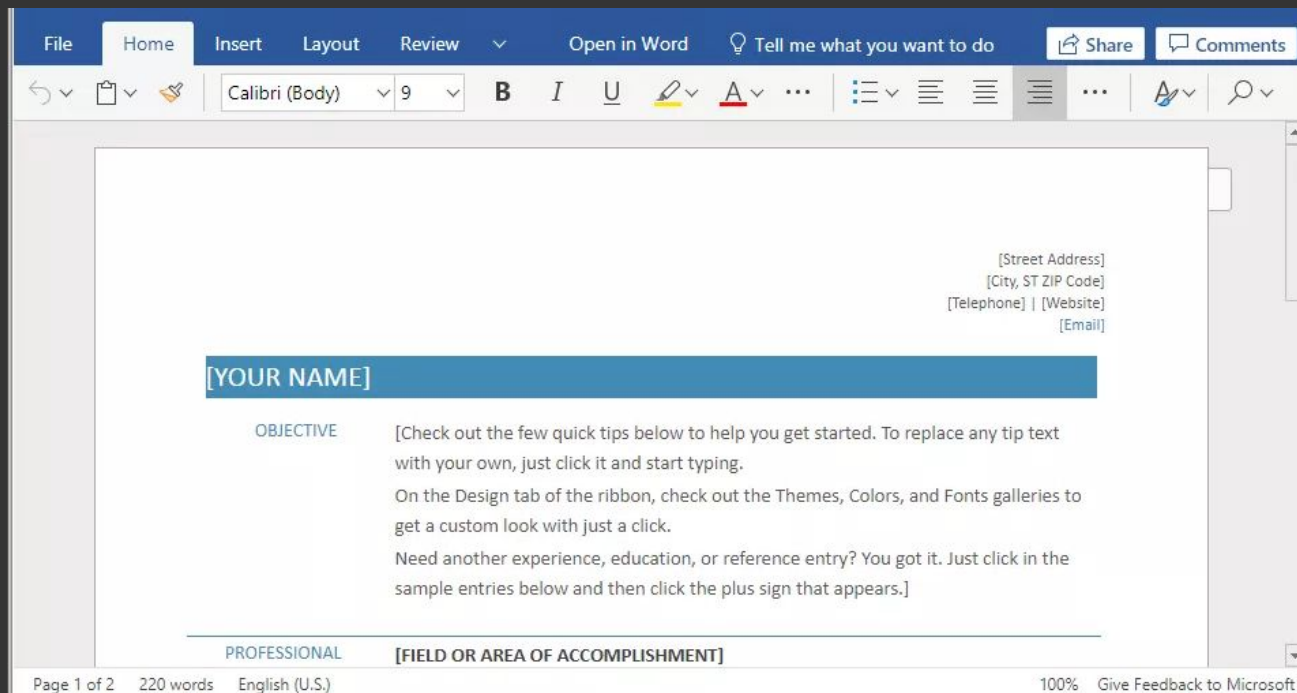 File Home Insert Layout Review Open in Word Tell me what you want to do Share Comments
Calibri (Body) 9 B I U A A
[Street Address]
[City, ST ZIP Code]
[Telephone] | [Website]
[Email]
[YOUR NAME]
OBJECTIVE [Check out the few quick tips below to help you get started. To replace any tip text
with your own, just click it and start typing.
On the Design tab of the ribbon, check out the Themes, Colors, and Fonts galleries to
get a custom look with just a click.
Need another experience, education, or reference entry? You got it. Just click in the
sample entries below and then click the plus sign that appears.]
PROFESSIONAL [FIELD OR AREA OF ACCOMPLISHMENT]
Page 1 of 2 220 words English (U.S.) 100% Give Feedback to Microsoft